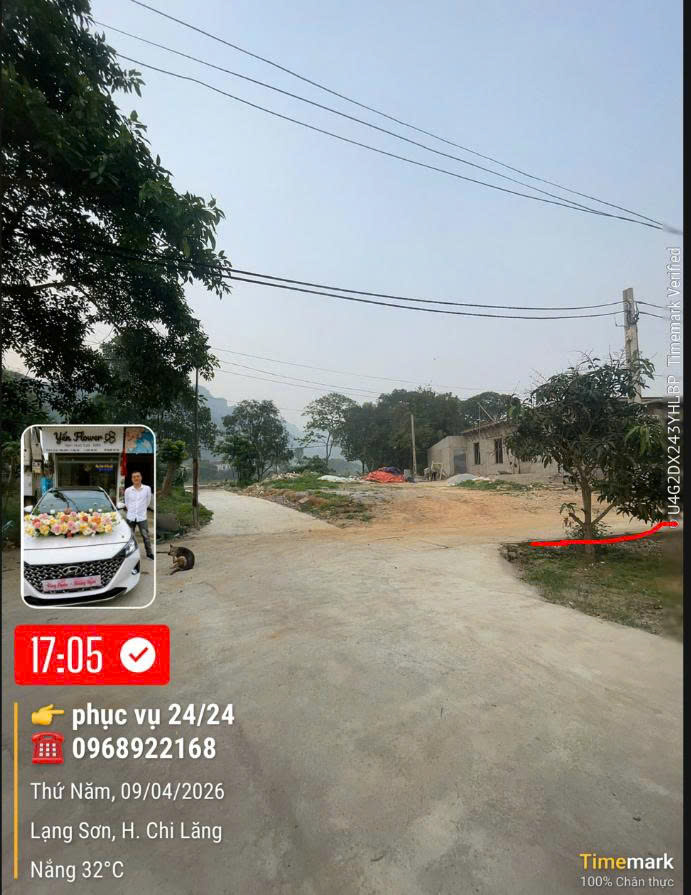 Yến Flower
17:05
👉 phục vụ 24/24
☎️ 0968922168
Thứ Năm, 09/04/2026
Lạng Sơn, H. Chi Lăng
Nắng 32°C
Timemark
100% Chân thực
U4G2DX243YHLBP Timemark Verified